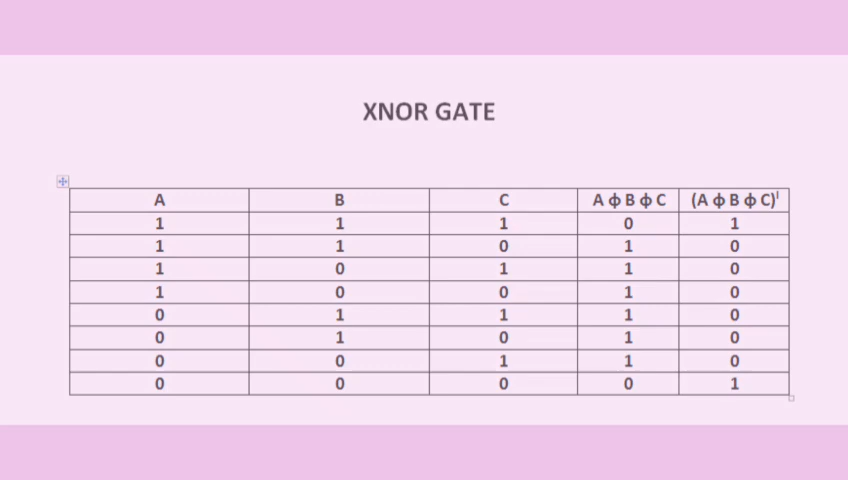 XNOR GATE
A B C A ϕ B ϕ C (A ϕ B ϕ C)ᴵ
1 1 1 0 1
1 1 0 1 0
1 0 1 1 0
1 0 0 1 0
0 1 1 1 0
0 1 0 1 0
0 0 1 1 0
0 0 0 0 1